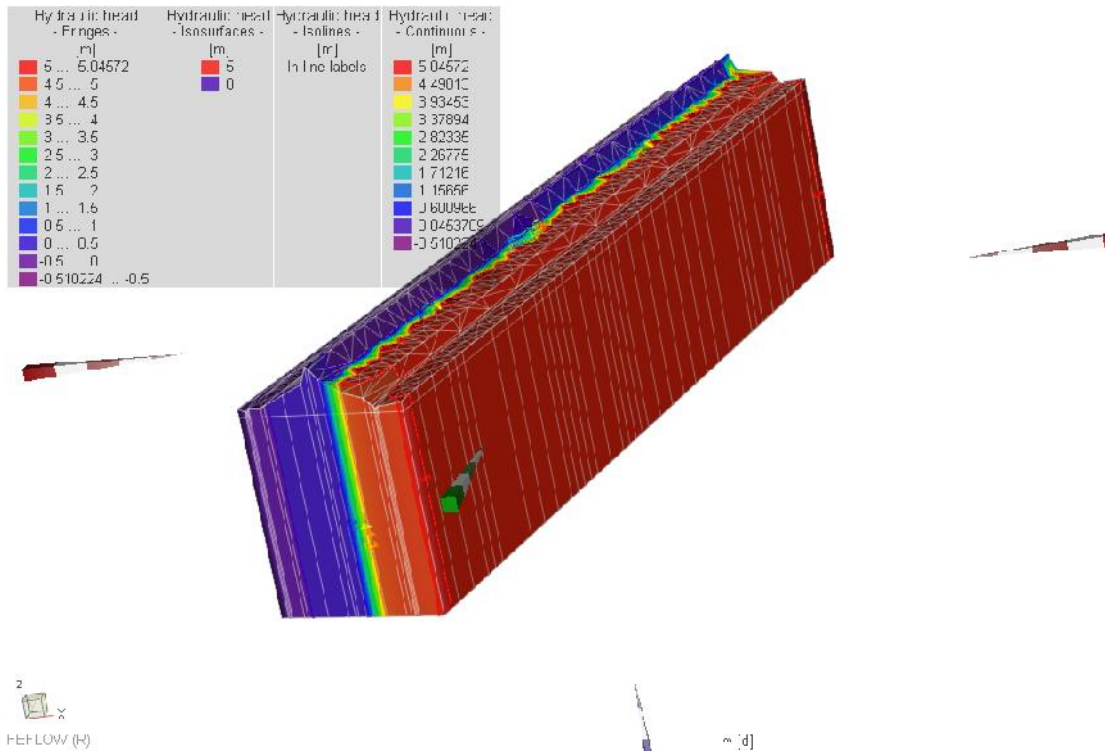 Hydraulic head
- Fringes -
[m]
5 ... 5.04572
4.5 ... 5
4 ... 4.5
3.5 ... 4
3 ... 3.5
2.5 ... 3
2 ... 2.5
1.5 ... 2
1 ... 1.5
0.5 ... 1
0 ... 0.5
-0.5 ... 0
-0.510224 ... -0.5
Hydraulic head
- Isosurfaces -
[m]
5
0
Hydraulic head
- Isolines -
[m]
In-line labels
Hydraulic head
- Continuous -
[m]
5.04572
4.49013
3.93453
3.37894
2.82335
2.26775
1.71216
1.15656
0.600966
0.0453709
-0.510224
FEFLOW (R)
∞ [d]